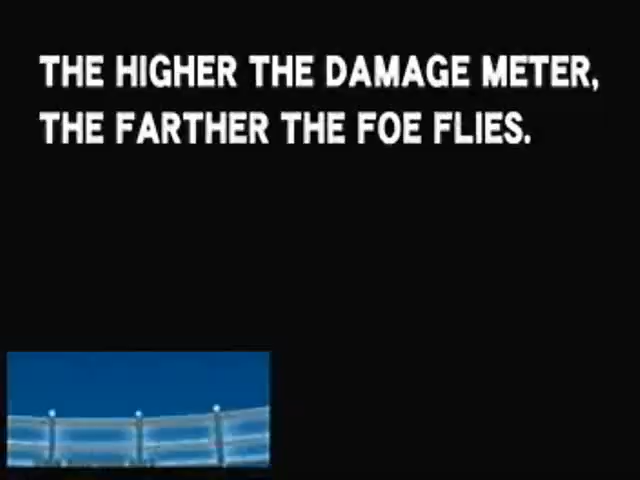 THE HIGHER THE DAMAGE METER,
THE FARTHER THE FOE FLIES.